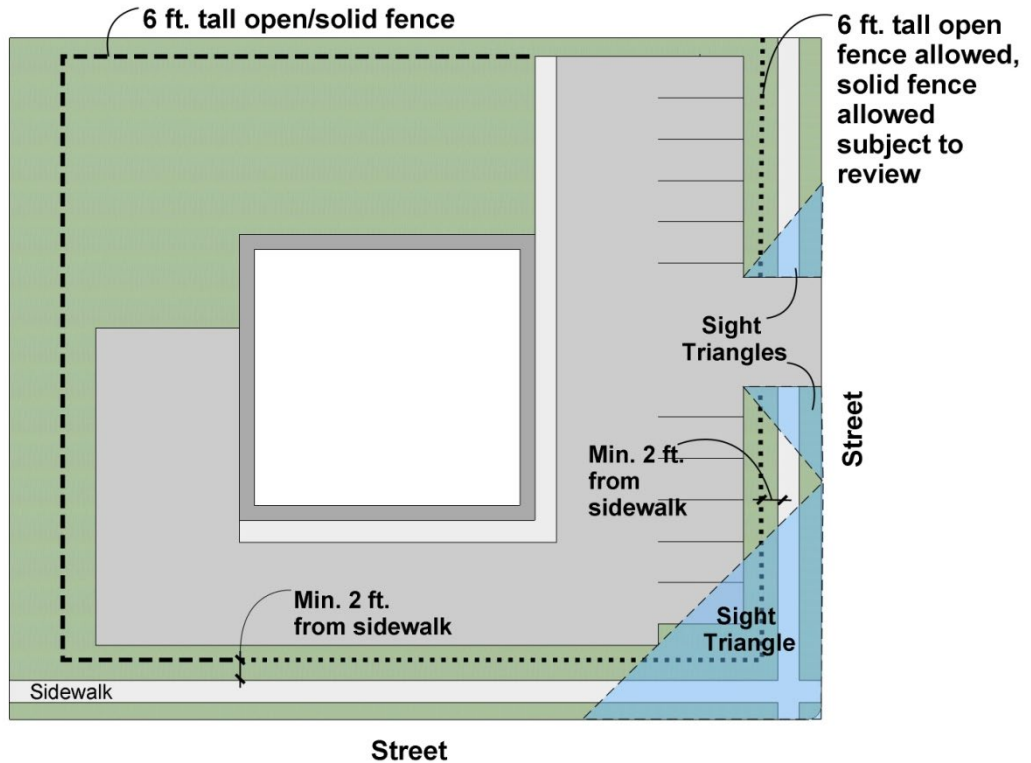 6 ft. tall open/solid fence
6 ft. tall open
fence allowed,
solid fence
allowed
subject to
review
Sight
Triangles
Street
Min. 2 ft.
from
sidewalk
Min. 2 ft.
from sidewalk
Sight
Triangle
Sidewalk
Street